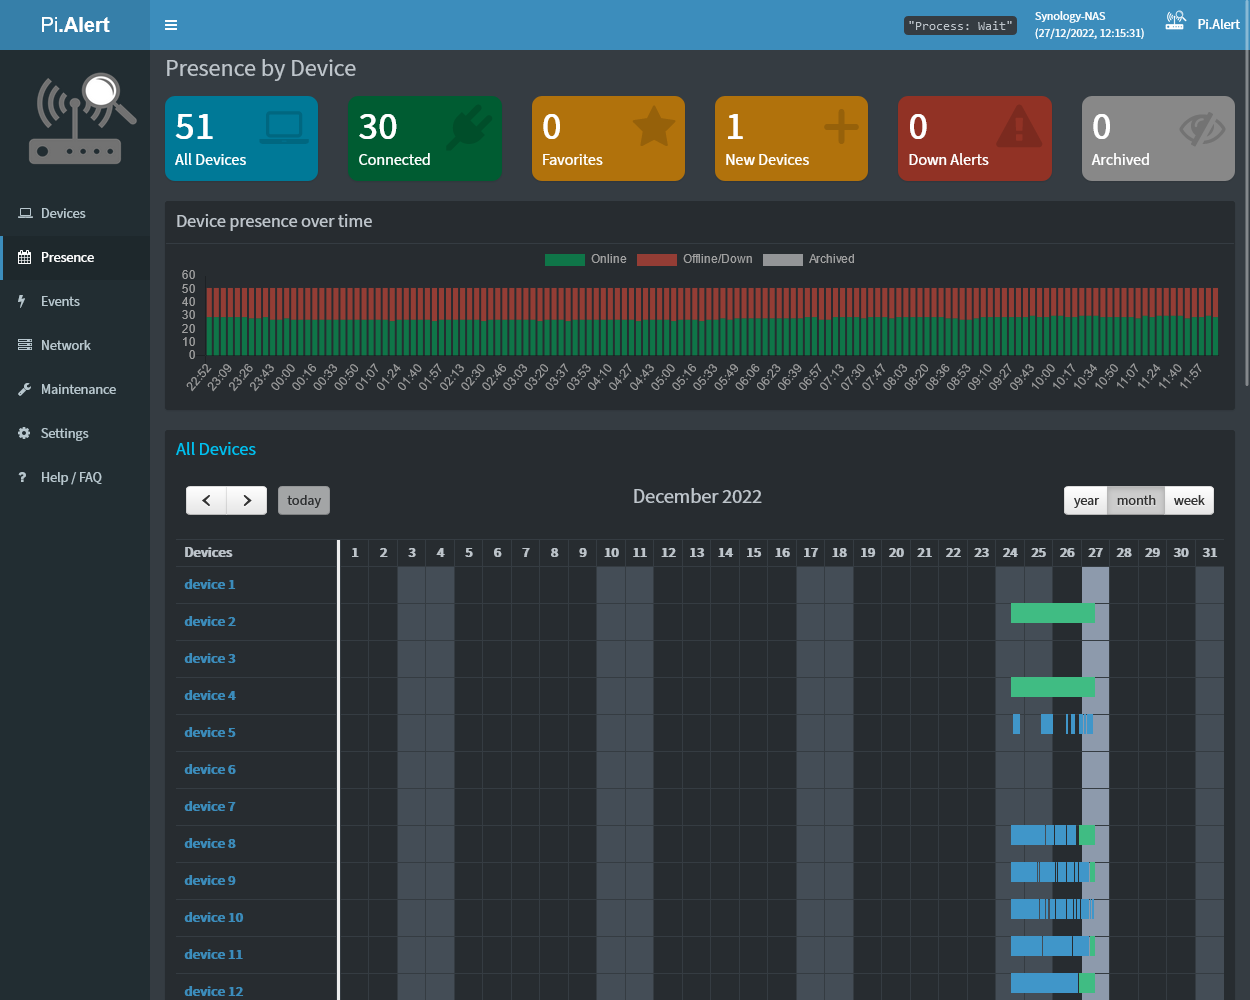 Pi.Alert
"Process: Wait"
Synology-NAS
(27/12/2022, 12:15:31)
Pi.Alert
Presence by Device
51
All Devices
30
Connected
0
Favorites
1
New Devices
0
Down Alerts
0
Archived
Devices
Presence
Events
Network
Maintenance
Settings
? Help / FAQ
Device presence over time
Online Offline/Down Archived
60
50
40
30
20
10
0
22:52 23:09 23:26 23:43 00:00 00:16 00:33 00:50 01:07 01:24 01:40 01:57 02:13 02:30 02:46 03:03 03:20 03:37 03:53 04:10 04:27 04:43 05:00 05:16 05:33 05:49 06:06 06:23 06:39 06:57 07:13 07:30 07:47 08:03 08:20 08:36 08:53 09:10 09:27 09:43 10:00 10:17 10:34 10:50 11:07 11:24 11:40 11:57
All Devices
today
December 2022
year month week
Devices 1 2 3 4 5 6 7 8 9 10 11 12 13 14 15 16 17 18 19 20 21 22 23 24 25 26 27 28 29 30 31
device 1
device 2
device 3
device 4
device 5
device 6
device 7
device 8
device 9
device 10
device 11
device 12